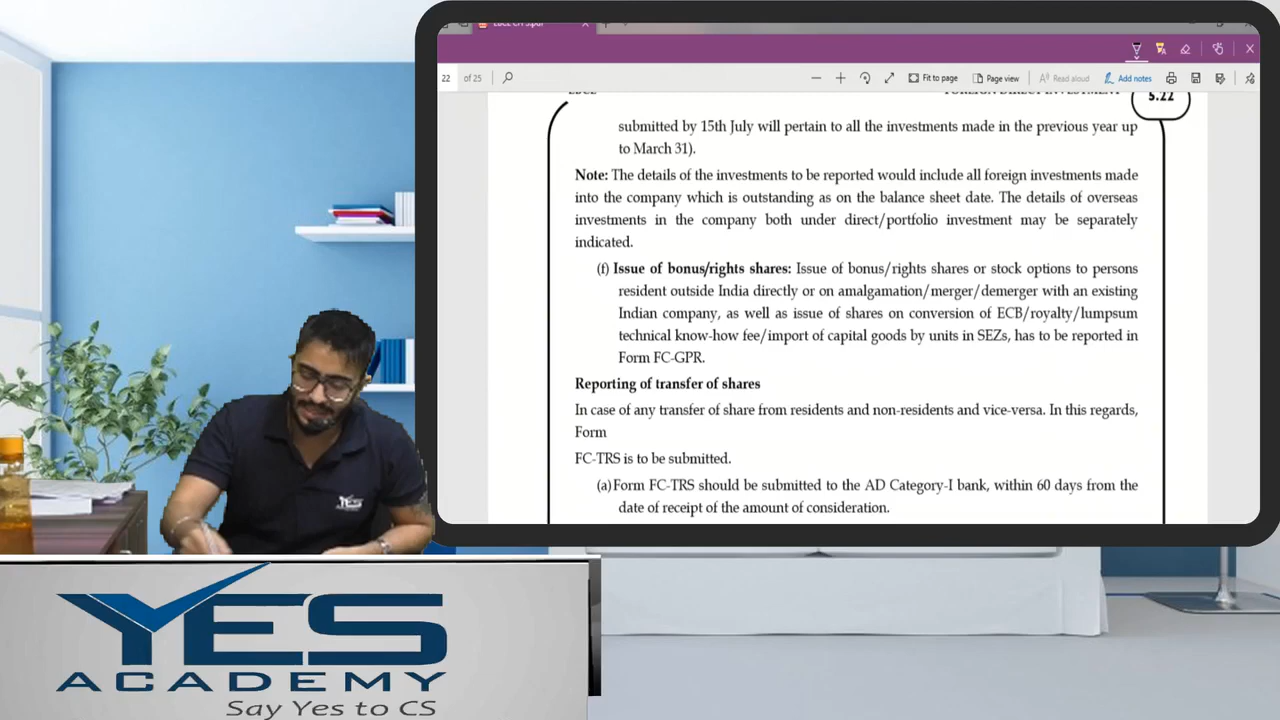 22 of 25
Fit to page
Page view
Read aloud
Add notes
FOREIGN DIRECT INVESTMENT
5.22
submitted by 15th July will pertain to all the investments made in the previous year up
to March 31).
Note: The details of the investments to be reported would include all foreign investments made
into the company which is outstanding as on the balance sheet date. The details of overseas
investments in the company both under direct/portfolio investment may be separately
indicated.
(f) Issue of bonus/rights shares: Issue of bonus/rights shares or stock options to persons
resident outside India directly or on amalgamation/merger/demerger with an existing
Indian company, as well as issue of shares on conversion of ECB/royalty/lumpsum
technical know-how fee/import of capital goods by units in SEZs, has to be reported in
Form FC-GPR.
Reporting of transfer of shares
In case of any transfer of share from residents and non-residents and vice-versa. In this regards,
Form
FC-TRS is to be submitted.
(a) Form FC-TRS should be submitted to the AD Category-I bank, within 60 days from the
date of receipt of the amount of consideration.
YES
YES
ACADEMY
Say Yes to CS